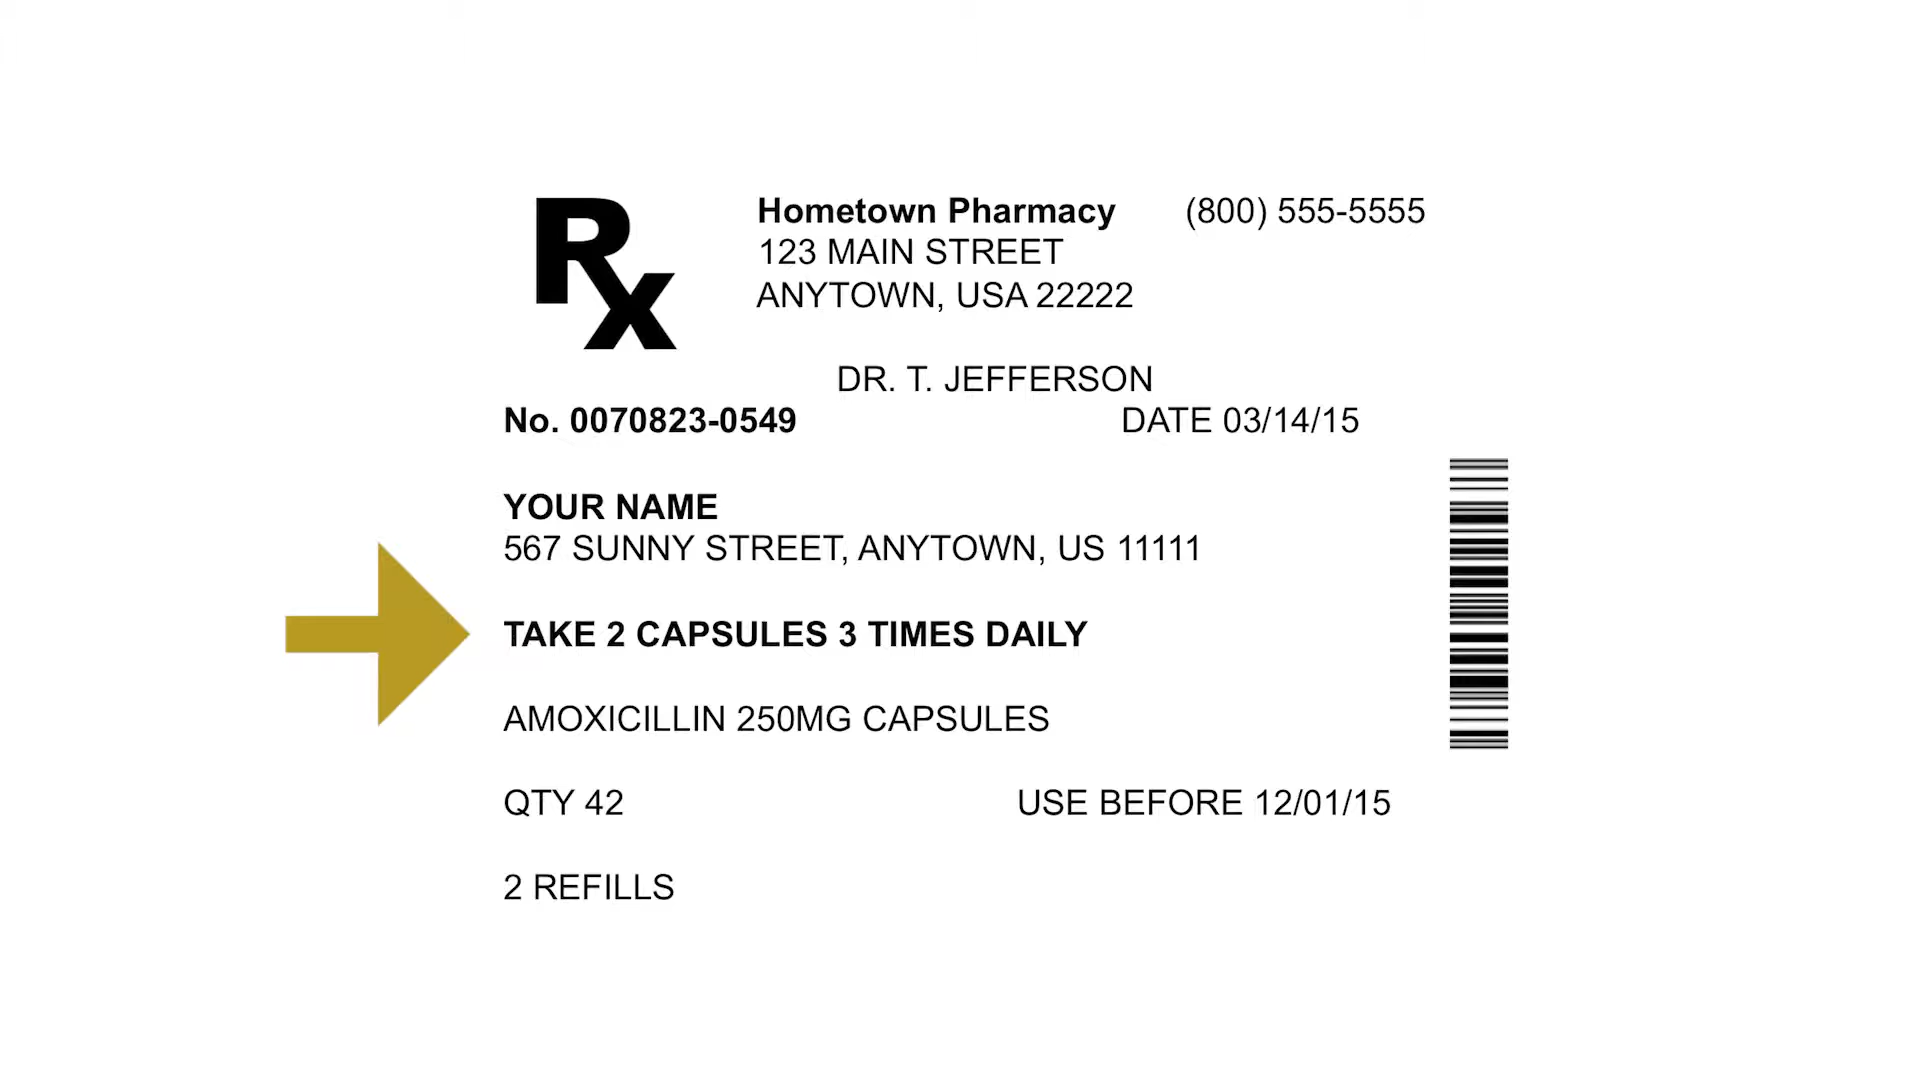 Rx
Hometown Pharmacy (800) 555-5555
123 MAIN STREET
ANYTOWN, USA 22222
DR. T. JEFFERSON
No. 0070823-0549 DATE 03/14/15
YOUR NAME
567 SUNNY STREET, ANYTOWN, US 11111
TAKE 2 CAPSULES 3 TIMES DAILY
AMOXICILLIN 250MG CAPSULES
QTY 42 USE BEFORE 12/01/15
2 REFILLS